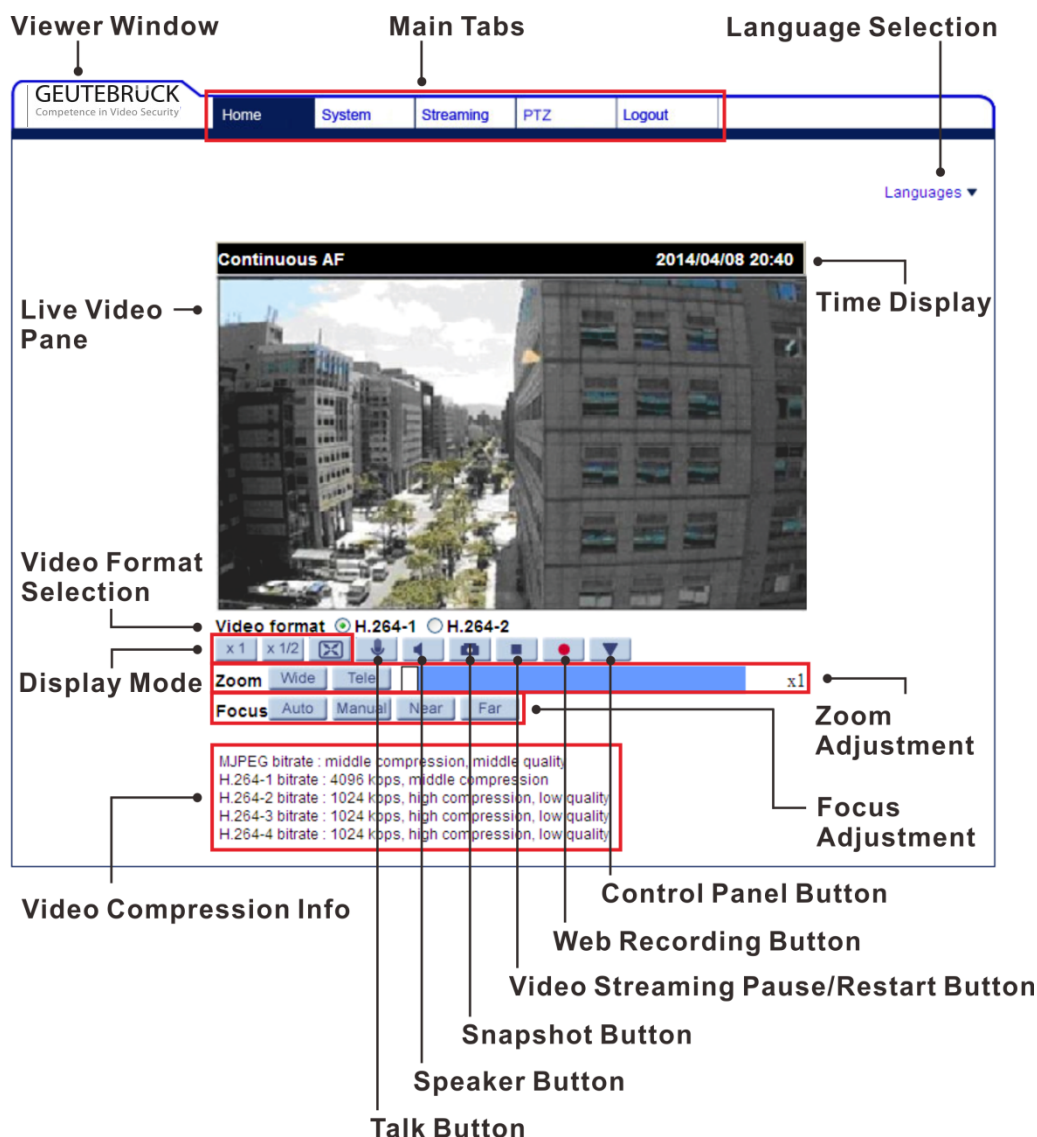 Viewer Window
Main Tabs
Language Selection
GEUTEBRÜCK
Competence in Video Security
Home System Streaming PTZ Logout
Languages ▼
Continuous AF 2014/04/08 20:40
Time Display
Live Video
Pane
Video Format
Selection
Video format H.264-1 H.264-2
x 1 x 1/2
Display Mode
Zoom Wide Tele x1
Focus Auto Manual Near Far
Zoom
Adjustment
MJPEG bitrate : middle compression, middle quality
H.264-1 bitrate : 4096 kbps, middle compression
H.264-2 bitrate : 1024 kbps, high compression, low quality
H.264-3 bitrate : 1024 kbps, high compression, low quality
H.264-4 bitrate : 1024 kbps, high compression, low quality
Focus
Adjustment
Control Panel Button
Video Compression Info
Web Recording Button
Video Streaming Pause/Restart Button
Snapshot Button
Speaker Button
Talk Button